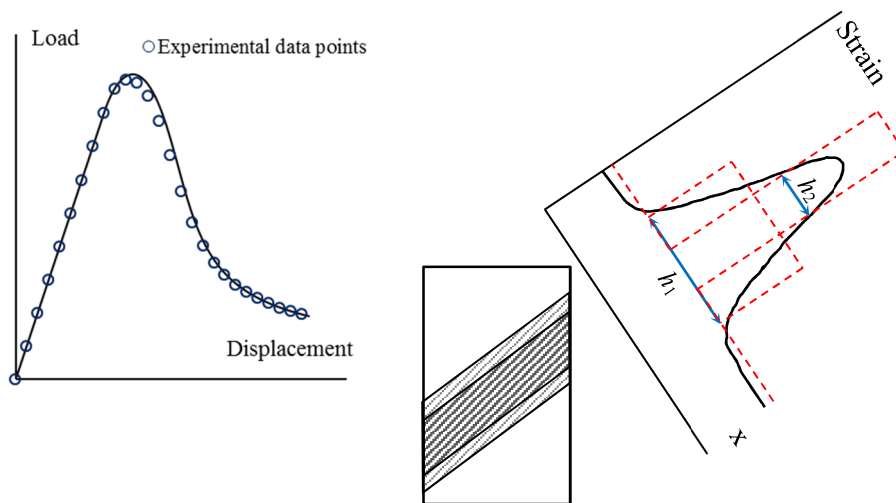 Load
Experimental data points
Displacement
Strain
h₂
h₁
x